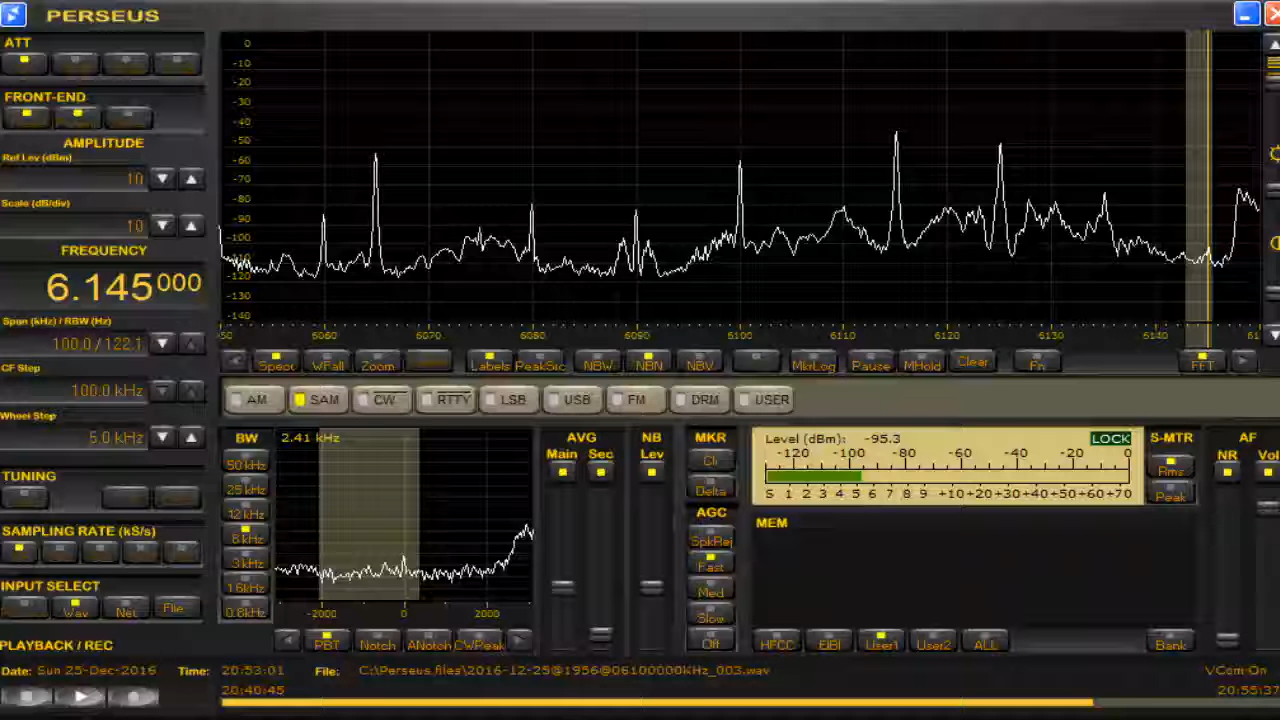 PERSEUS
ATT
FRONT-END
AMPLITUDE
Ref Lev (dBm)
10
Scale (dB/div)
10
FREQUENCY
6.145000
Span (kHz) / RBW (Hz)
100.0 / 122.1
CF Step
100.0 kHz
Wheel Step
5.0 kHz
TUNING
SAMPLING RATE (kS/s)
INPUT SELECT
Wav Net File
PLAYBACK / REC
0
-10
-20
-30
-40
-50
-60
-70
-80
-90
-100
-110
-120
-130
-140
6060 6070 6080 6090 6100 6110 6120 6130 6140
Spect WFall Zoom Labels PeakSrc NBW NBN NBV MkrLog Pause MHold Clear Fn FFT
AM SAM CW RTTY LSB USB FM DRM USER
BW
50 kHz
25 kHz
12 kHz
6 kHz
3 kHz
1.6kHz
0.8kHz
2.41 kHz
-2000 0 2000
PBT Notch ANotch CWPeak
AVG
Main Sec
NB
Lev
MKR
Clr
Delta
AGC
SpkRej
Fast
Med
Slow
Off
Level (dBm): -95.3 LOCK
-120 -100 -80 -60 -40 -20 0
S 1 2 3 4 5 6 7 8 9 +10 +20 +30 +40 +50 +60 +70
S-MTR
Rms
Peak
AF
NR Vol
MEM
HFCC EIBI User1 User2 ALL Bank
Date: Sun 25-Dec-2016 Time: 20:53:01 File: C:\Perseus files\2016-12-25@1956@06100000kHz_003.wav VCom On
20:40:45 20:55:37